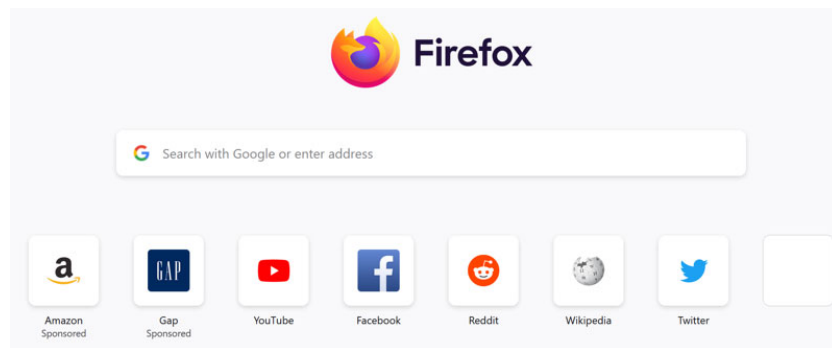 Firefox
Search with Google or enter address
a
GAP
Amazon
Sponsored
Gap
Sponsored
YouTube
Facebook
Reddit
Wikipedia
Twitter